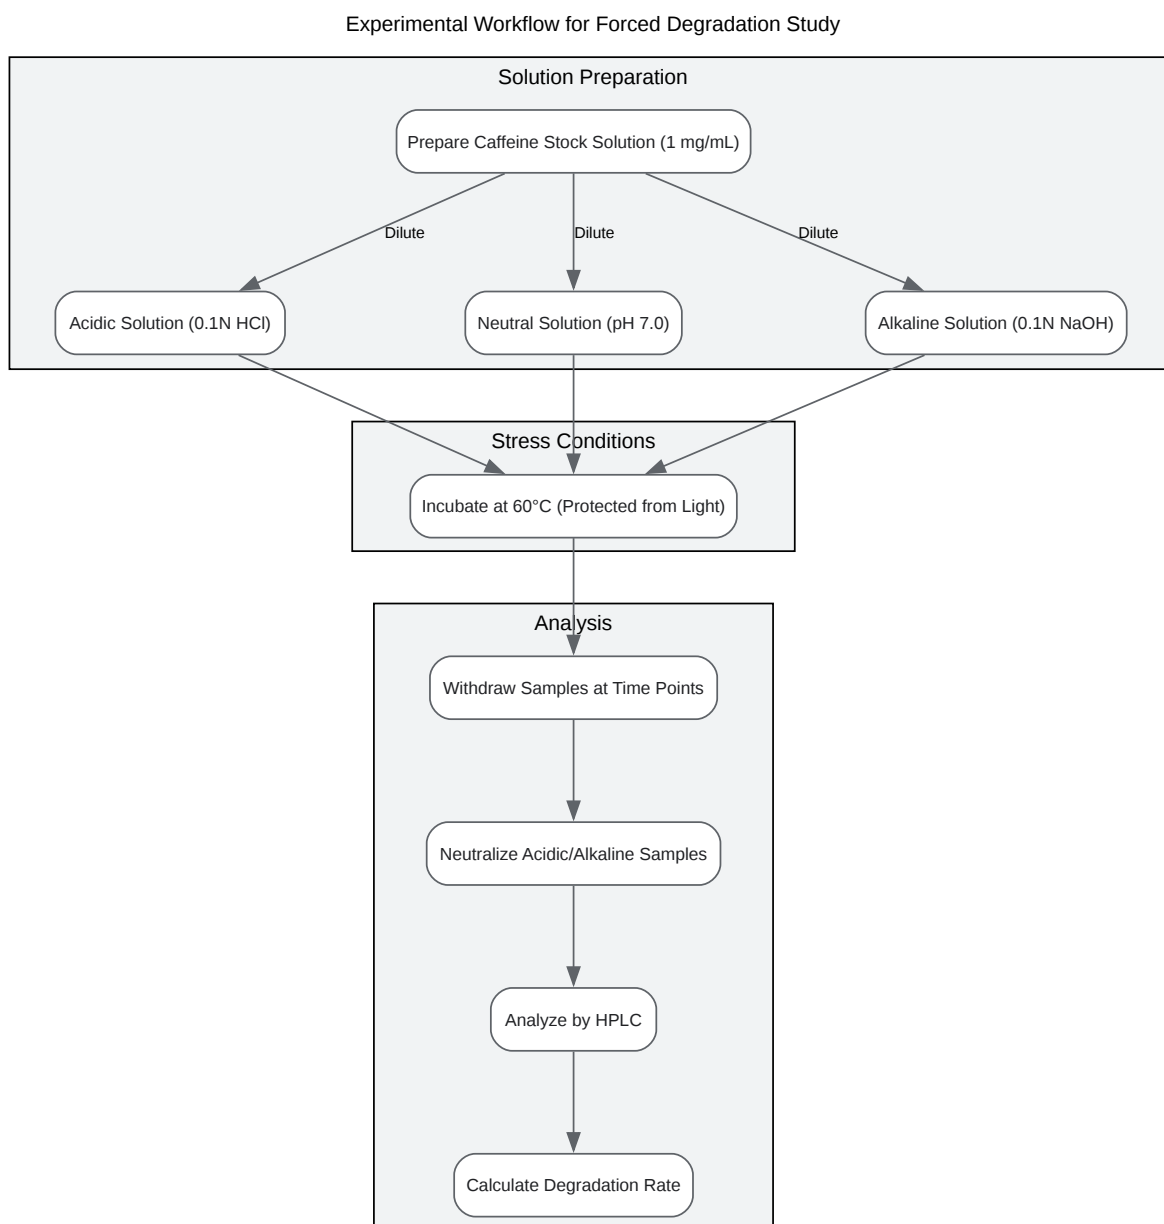 Experimental Workflow for Forced Degradation Study
Solution Preparation
Prepare Caffeine Stock Solution (1 mg/mL)
Dilute
Dilute
Dilute
Acidic Solution (0.1N HCl)
Neutral Solution (pH 7.0)
Alkaline Solution (0.1N NaOH)
Stress Conditions
Incubate at 60°C (Protected from Light)
Analysis
Withdraw Samples at Time Points
Neutralize Acidic/Alkaline Samples
Analyze by HPLC
Calculate Degradation Rate